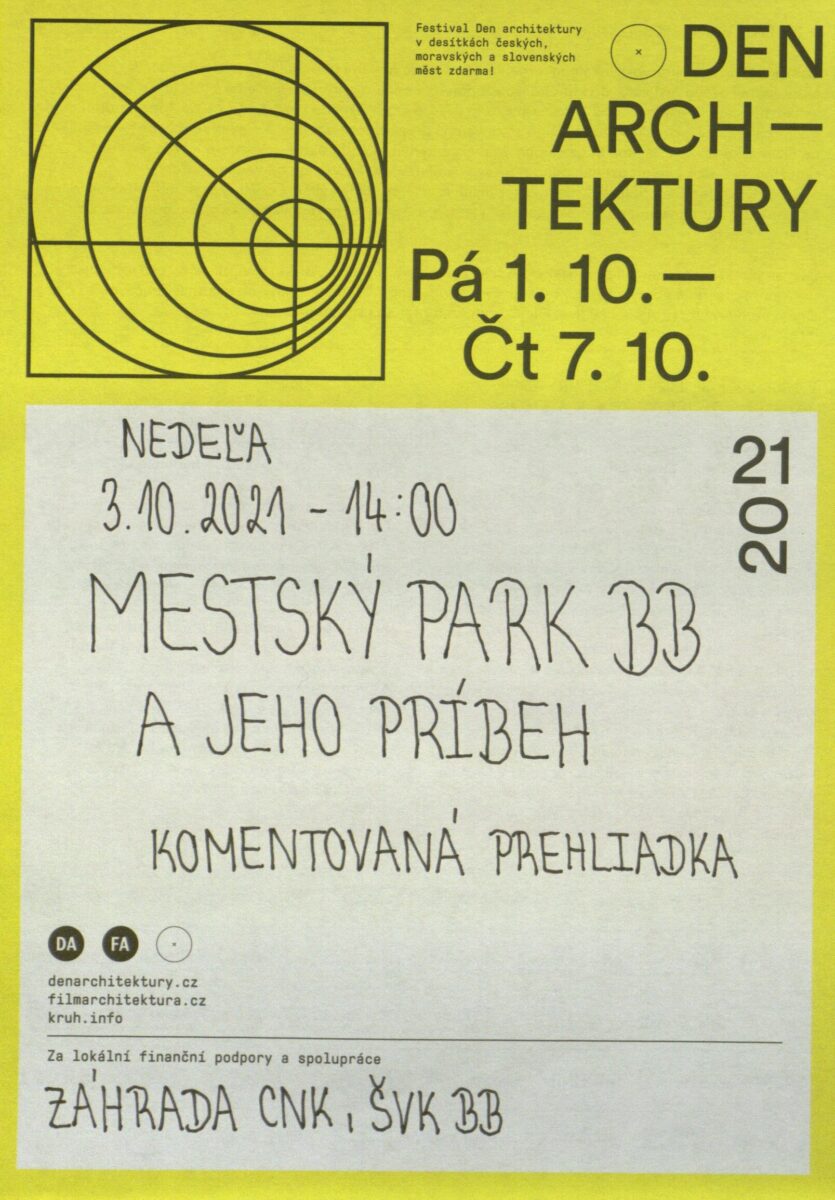 Festival Den architektury
v desítkách českých,
moravských a slovenských
měst zdarma!
DEN
ARCH—
TEKTURY
Pá 1. 10.—
Čt 7. 10.
2021
NEDEĽA
3.10.2021 - 14:00
MESTSKÝ PARK BB
A JEHO PRÍBEH
KOMENTOVANÁ PREHLIADKA
DA FA
denarchitektury.cz
filmarchitektura.cz
kruh.info
Za lokální finanční podpory a spolupráce
ZÁHRADA CNK, ŠVK BB